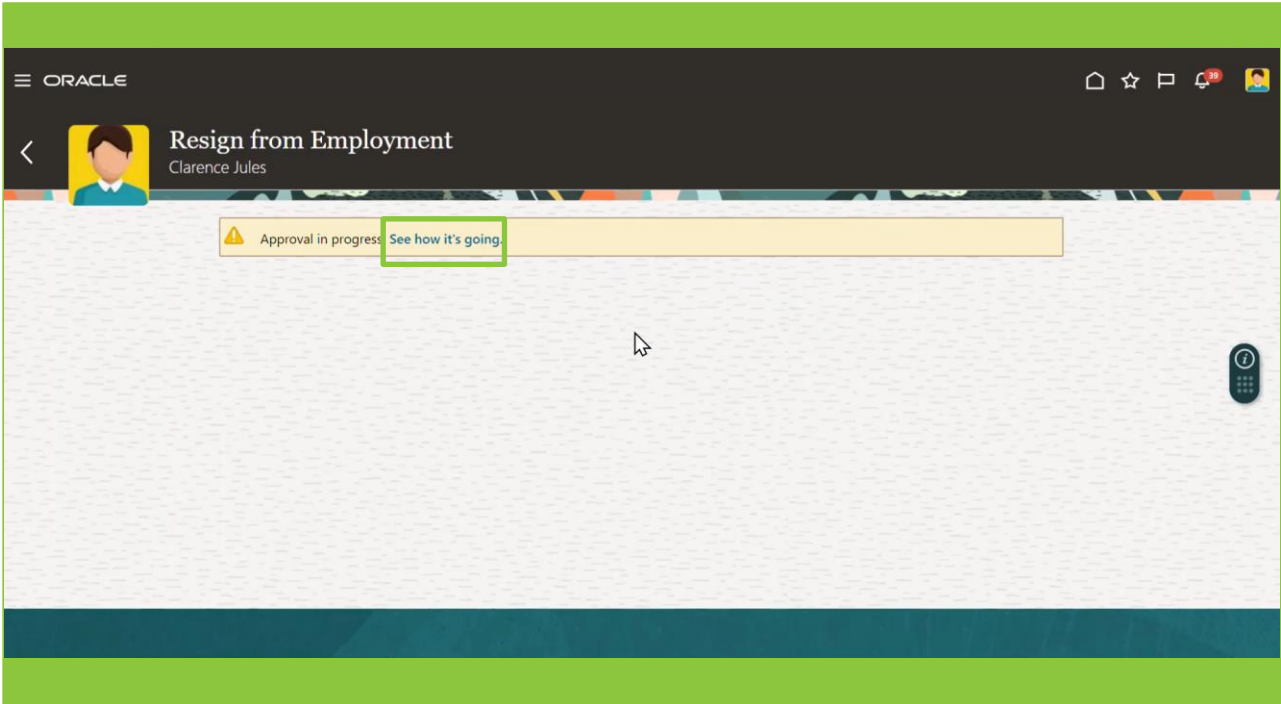 ORACLE
39
Resign from Employment
Clarence Jules
Approval in progress See how it's going.